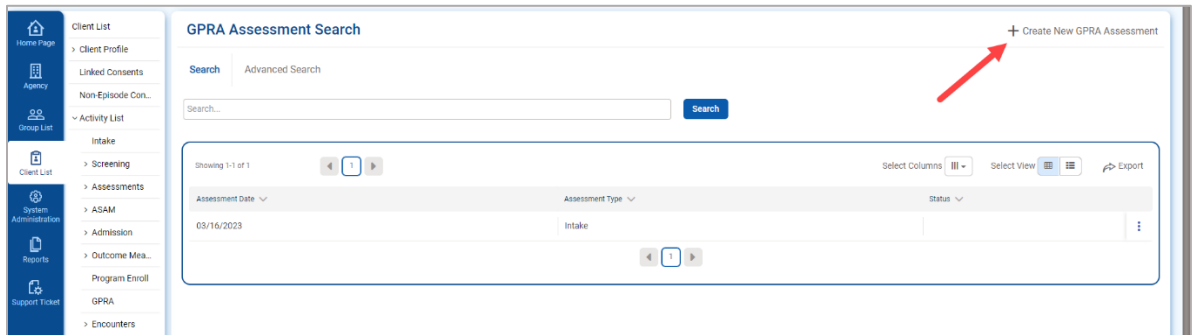 Home Page
Agency
Group List
Client List
System
Administration
Reports
Support Ticket
Client List
Client Profile
Linked Consents
Non-Episode Con...
Activity List
Intake
Screening
Assessments
ASAM
Admission
Outcome Mea...
Program Enroll
GPRA
Encounters
GPRA Assessment Search
+ Create New GPRA Assessment
Search Advanced Search
Search... Search
Showing 1-1 of 1 1 Select Columns Select View Export
Assessment Date Assessment Type Status
03/16/2023 Intake
1